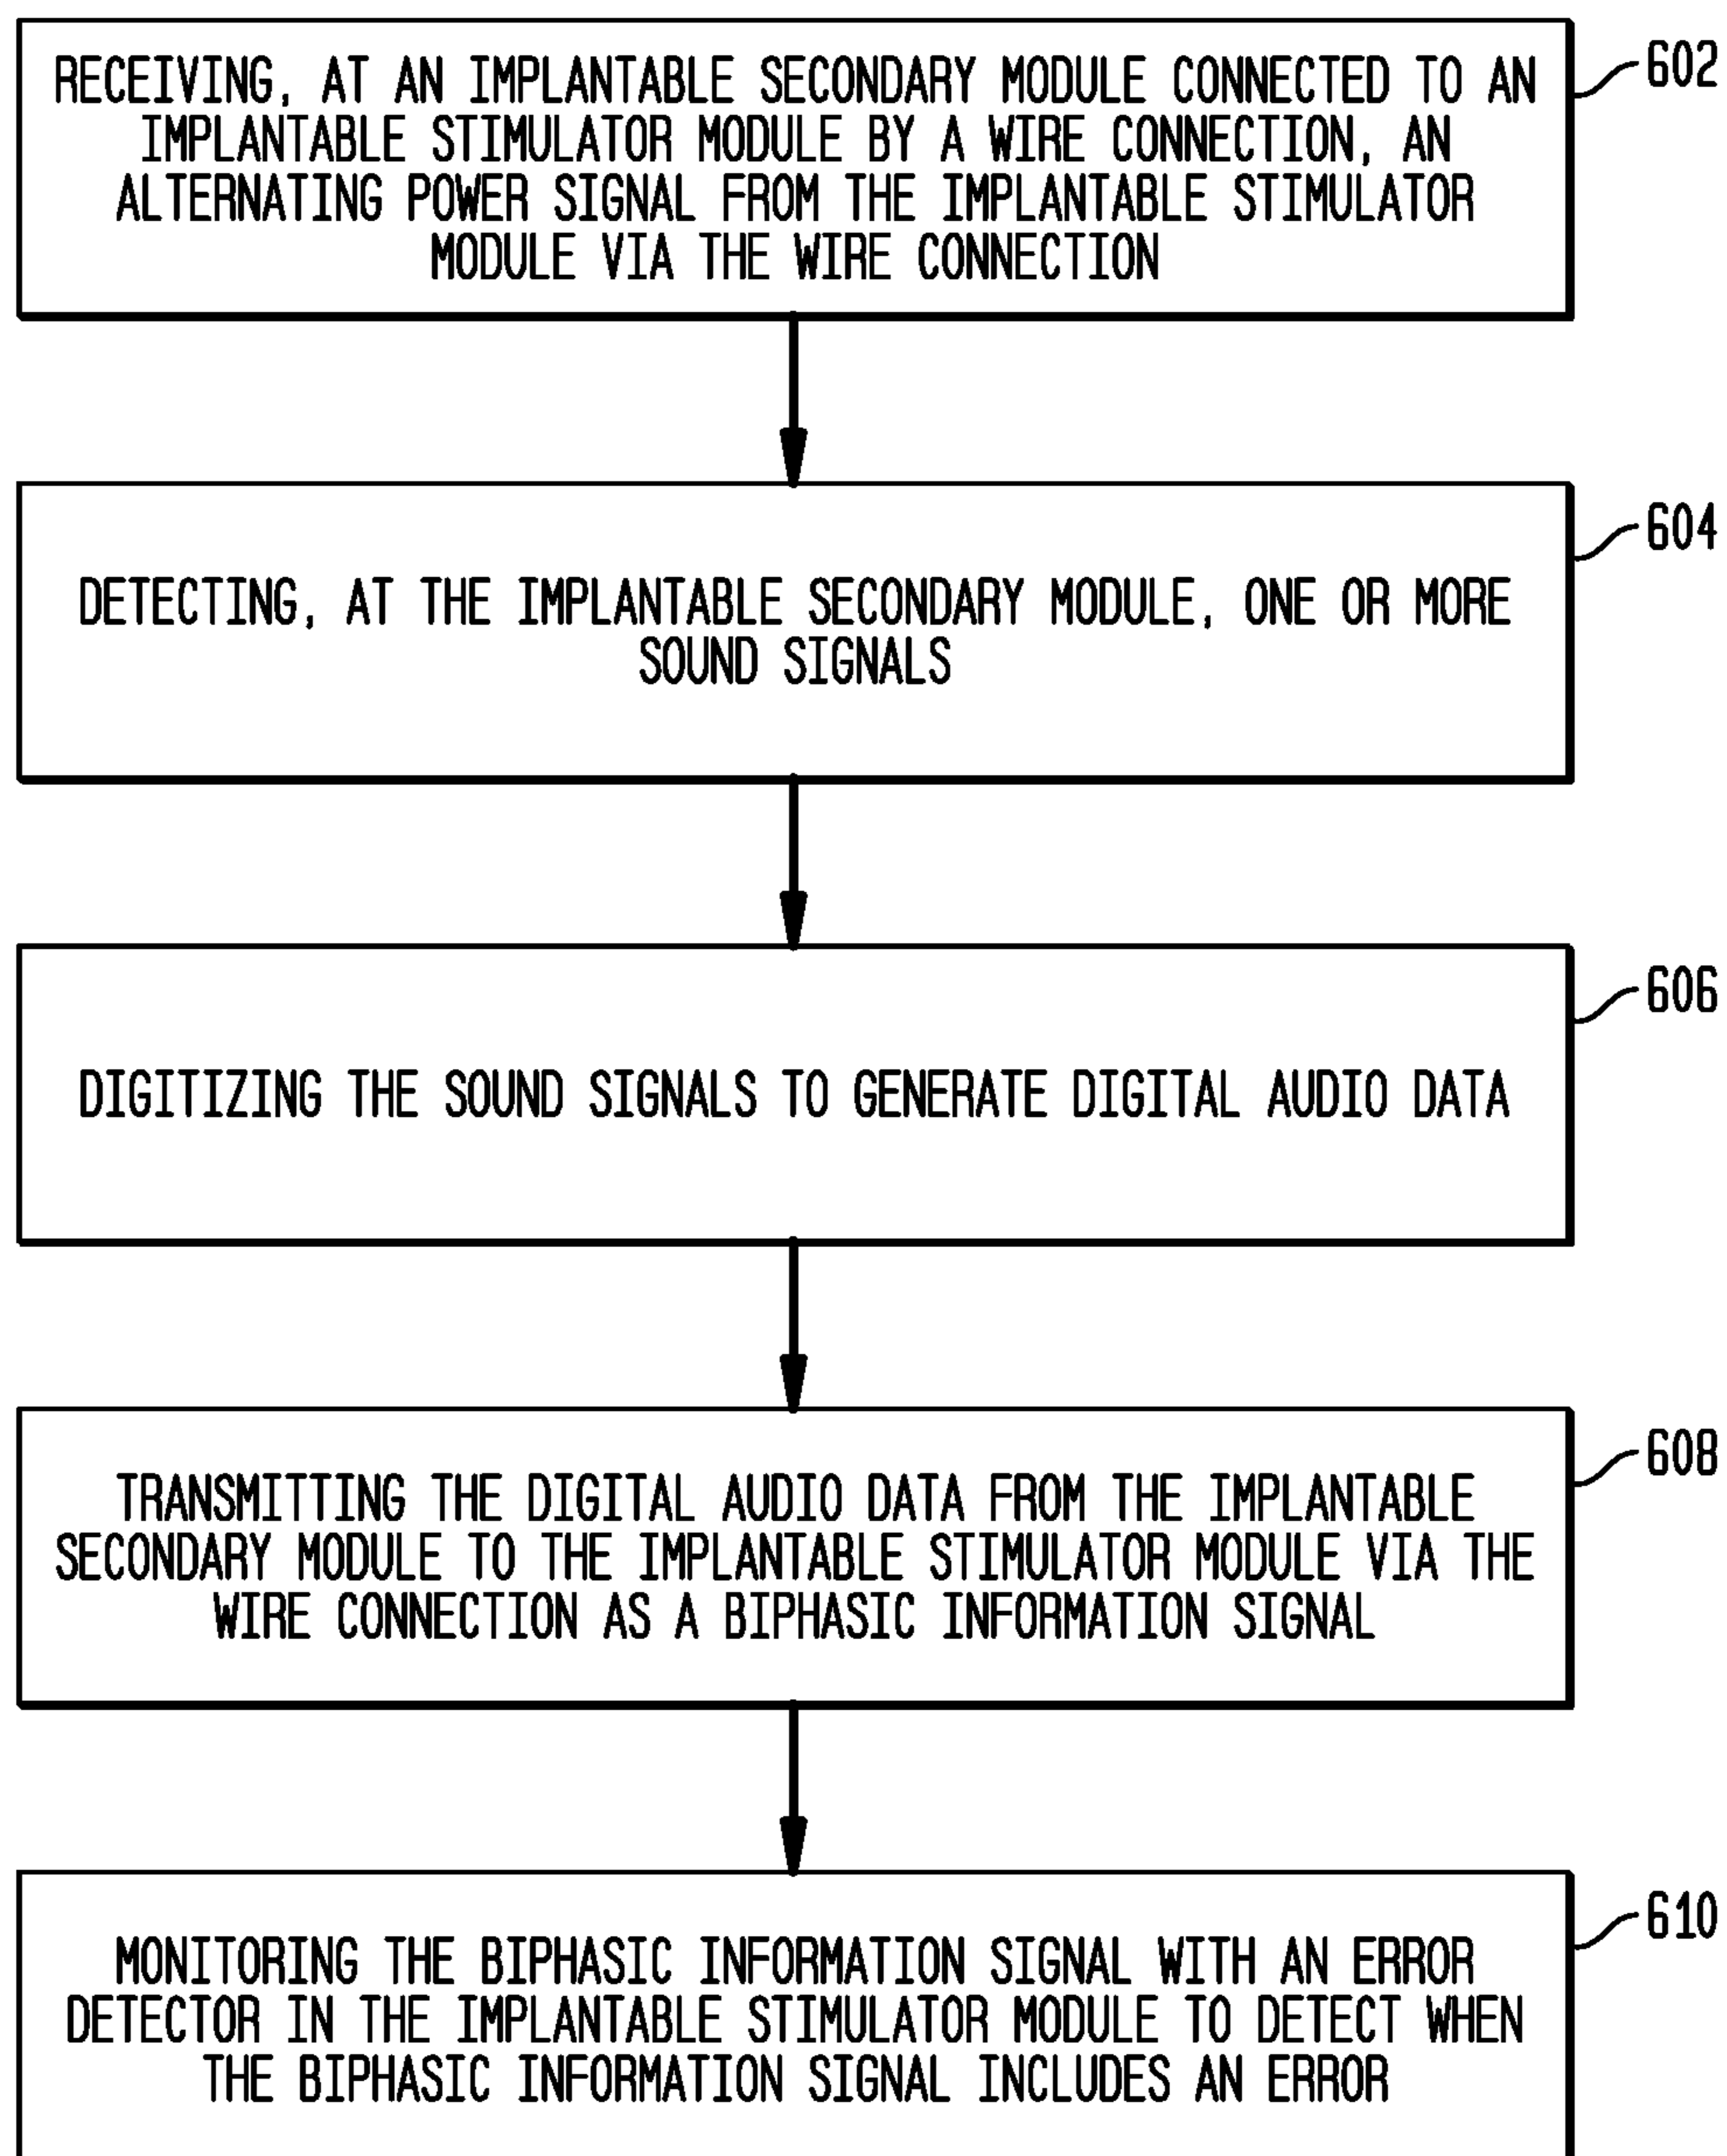 RECEIVING, AT AN IMPLANTABLE SECONDARY MODULE CONNECTED TO AN
IMPLANTABLE STIMULATOR MODULE BY A WIRE CONNECTION, AN
ALTERNATING POWER SIGNAL FROM THE IMPLANTABLE STIMULATOR
MODULE VIA THE WIRE CONNECTION
602
DETECTING, AT THE IMPLANTABLE SECONDARY MODULE, ONE OR MORE
SOUND SIGNALS
604
DIGITIZING THE SOUND SIGNALS TO GENERATE DIGITAL AUDIO DATA
606
TRANSMITTING THE DIGITAL AUDIO DATA FROM THE IMPLANTABLE
SECONDARY MODULE TO THE IMPLANTABLE STIMULATOR MODULE VIA THE
WIRE CONNECTION AS A BIPHASIC INFORMATION SIGNAL
608
MONITORING THE BIPHASIC INFORMATION SIGNAL WITH AN ERROR
DETECTOR IN THE IMPLANTABLE STIMULATOR MODULE TO DETECT WHEN
THE BIPHASIC INFORMATION SIGNAL INCLUDES AN ERROR
610